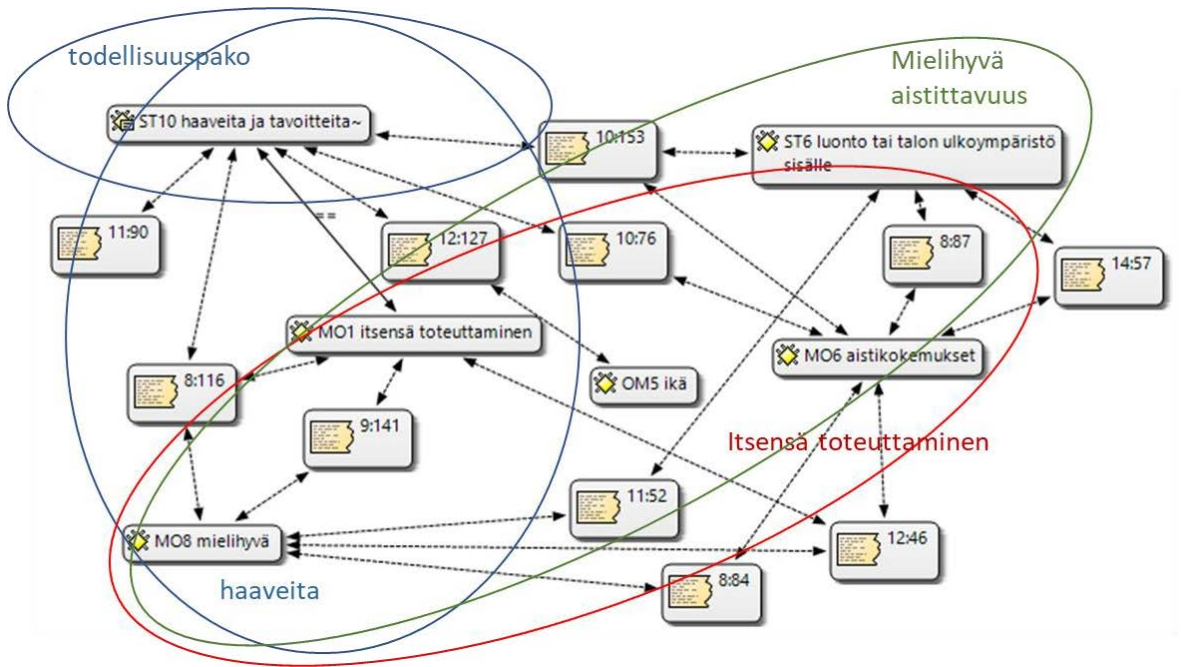 todellisuuspako
Mielihyvä
aistittavuus
ST10 haaveita ja tavoitteita~
10:153
ST6 luonto tai talon ulkoympäristö
sisälle
11:90
==
12:127
10:76
8:87
14:57
MO1 itsensä toteuttaminen
MO6 aistikokemukset
8:116
OM5 ikä
9:141
Itsensä toteuttaminen
11:52
MO8 mielihyvä
12:46
8:84
haaveita